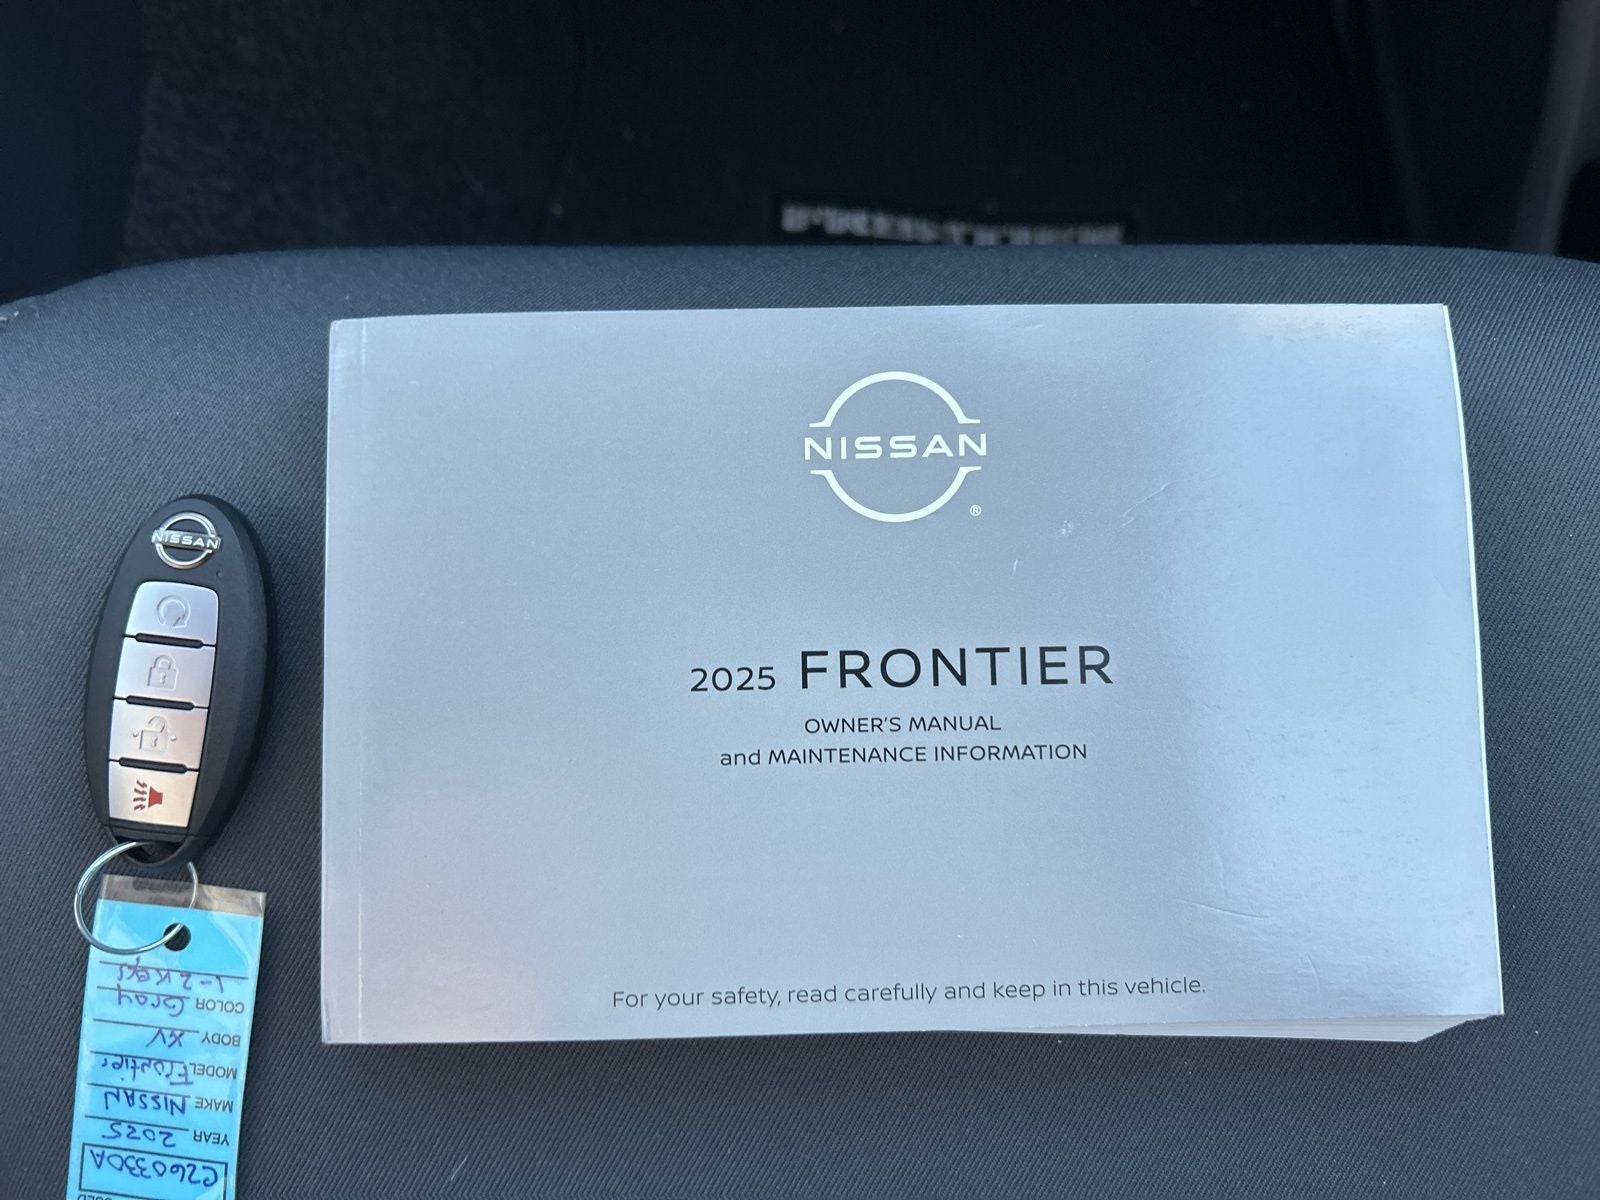 NISSAN
®
2025 FRONTIER
OWNER'S MANUAL
and MAINTENANCE INFORMATION
For your safety, read carefully and keep in this vehicle.
NISSAN
C260330A
YEAR 2025
MAKE NISSAN
MODEL Frontier
BODY XV
COLOR Gray
1-2 Keys